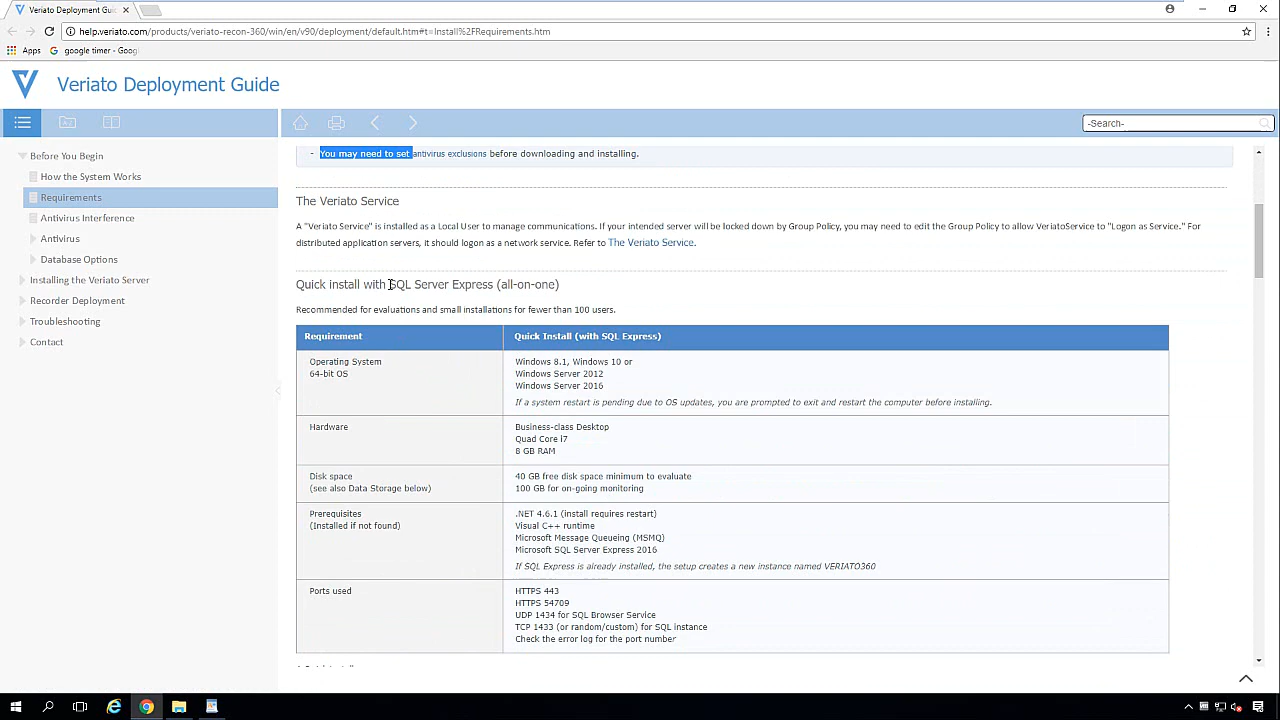 Veriato Deployment Guide
help.veriato.com/products/veriato-recon-360/win/en/v90/deployment/default.htm#t=Install%2FRequirements.htm
Apps
google timer - Goog
Veriato Deployment Guide
-Search-
Before You Begin
How the System Works
Requirements
Antivirus Interference
Antivirus
Database Options
Installing the Veriato Server
Recorder Deployment
Troubleshooting
Contact
- You may need to set antivirus exclusions before downloading and installing.
The Veriato Service
A "Veriato Service" is installed as a Local User to manage communications. If your intended server will be locked down by Group Policy, you may need to edit the Group Policy to allow VeriatoService to "Logon as Service." For
distributed application servers, it should logon as a network service. Refer to The Veriato Service.
Quick install with SQL Server Express (all-on-one)
Recommended for evaluations and small installations for fewer than 100 users.
Requirement
Quick Install (with SQL Express)
Operating System
64-bit OS
Windows 8.1, Windows 10 or
Windows Server 2012
Windows Server 2016
If a system restart is pending due to OS updates, you are prompted to exit and restart the computer before installing.
Hardware
Business-class Desktop
Quad Core i7
8 GB RAM
Disk space
(see also Data Storage below)
40 GB free disk space minimum to evaluate
100 GB for on-going monitoring
Prerequisites
(Installed if not found)
.NET 4.6.1 (install requires restart)
Visual C++ runtime
Microsoft Message Queueing (MSMQ)
Microsoft SQL Server Express 2016
If SQL Express is already installed, the setup creates a new instance named VERIATO360
Ports used
HTTPS 443
HTTPS 54709
UDP 1434 for SQL Browser Service
TCP 1433 (or random/custom) for SQL instance
Check the error log for the port number